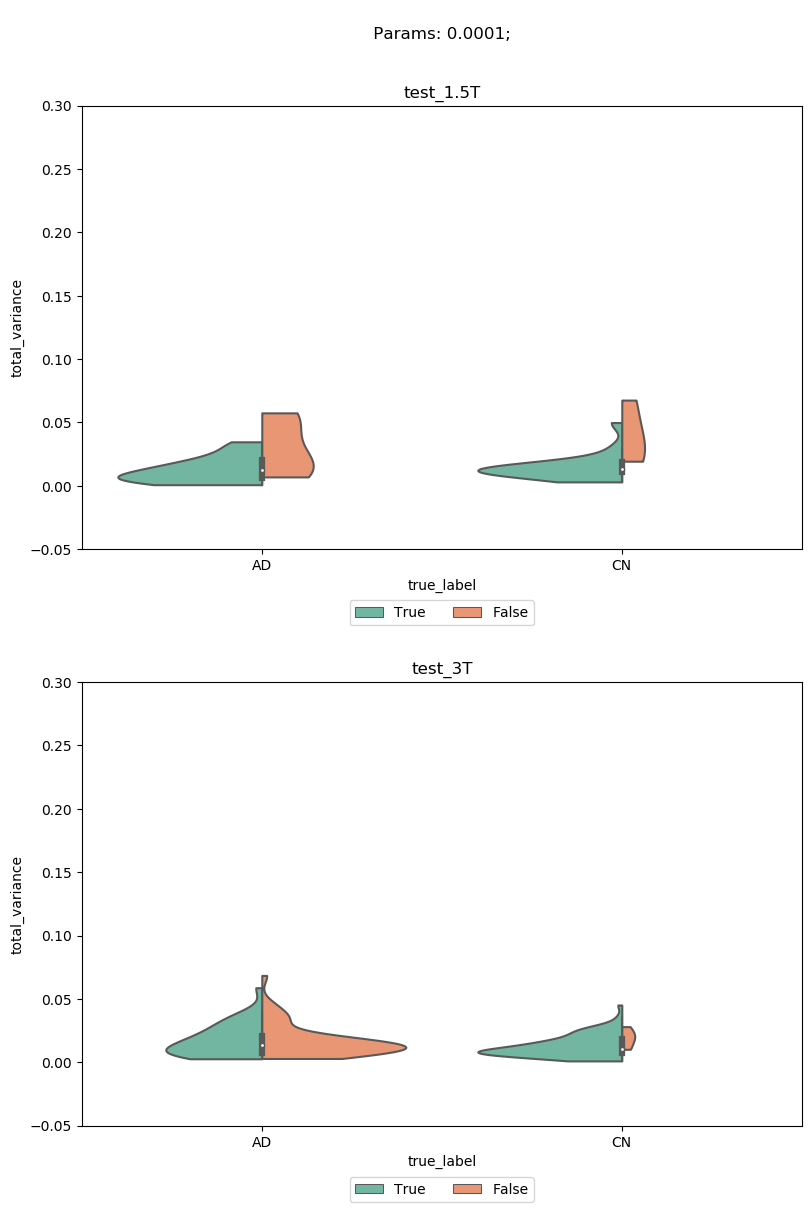 Params: 0.0001;
test_1.5T
0.30
0.25
0.20
0.15
0.10
0.05
0.00
−0.05
total_variance
AD CN
true_label
True False
test_3T
0.30
0.25
0.20
0.15
0.10
0.05
0.00
−0.05
total_variance
AD CN
true_label
True False